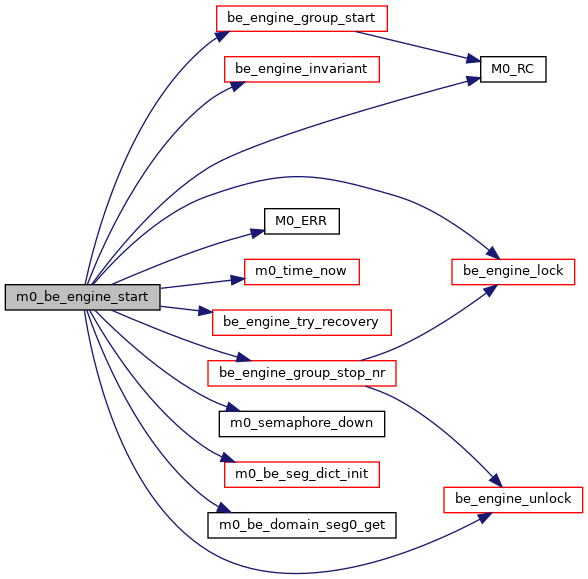 be_engine_group_start
be_engine_invariant
M0_RC
M0_ERR
m0_time_now
be_engine_lock
m0_be_engine_start
be_engine_try_recovery
be_engine_group_stop_nr
m0_semaphore_down
m0_be_seg_dict_init
be_engine_unlock
m0_be_domain_seg0_get